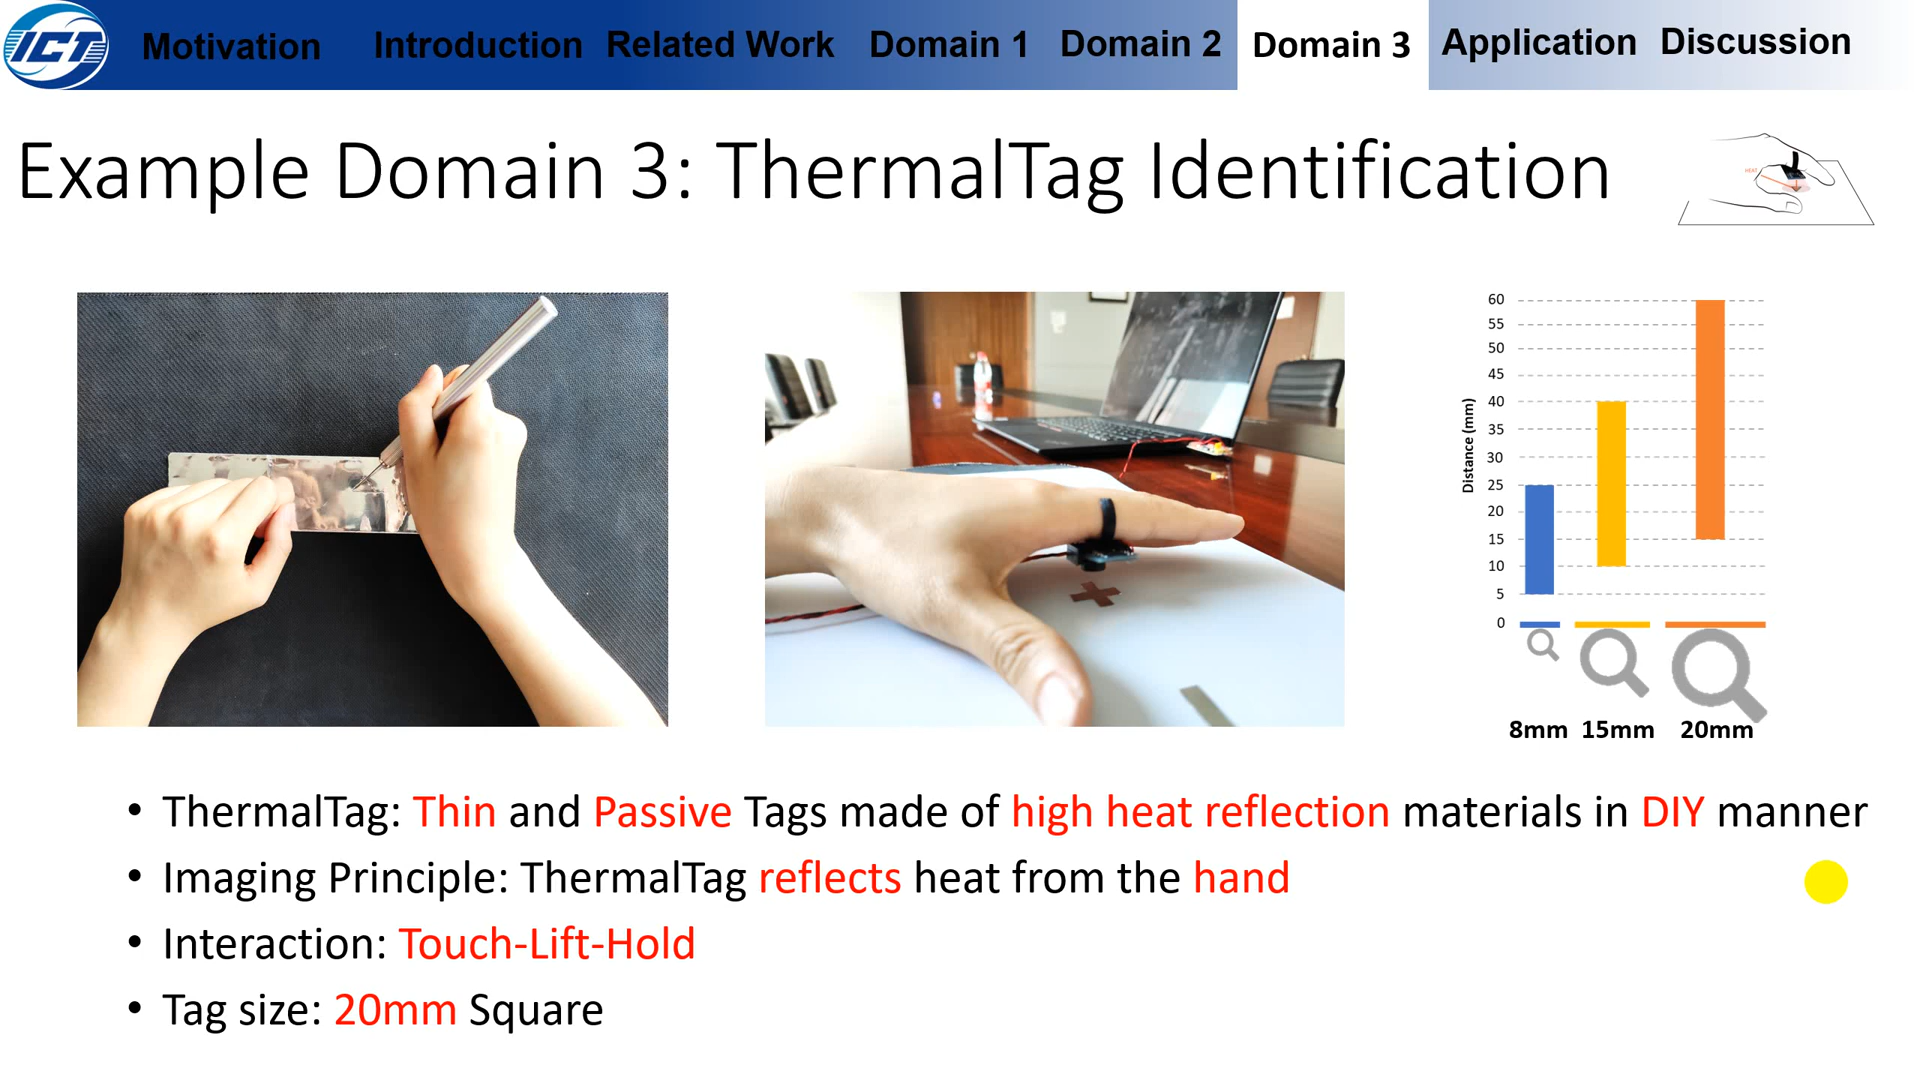 ICT
Motivation Introduction Related Work Domain 1 Domain 2 Domain 3 Application Discussion
Example Domain 3: ThermalTag Identification
HEAT
Distance (mm)
60
55
50
45
40
35
30
25
20
15
10
5
0
8mm 15mm 20mm
• ThermalTag: Thin and Passive Tags made of high heat reflection materials in DIY manner
• Imaging Principle: ThermalTag reflects heat from the hand
• Interaction: Touch-Lift-Hold
• Tag size: 20mm Square